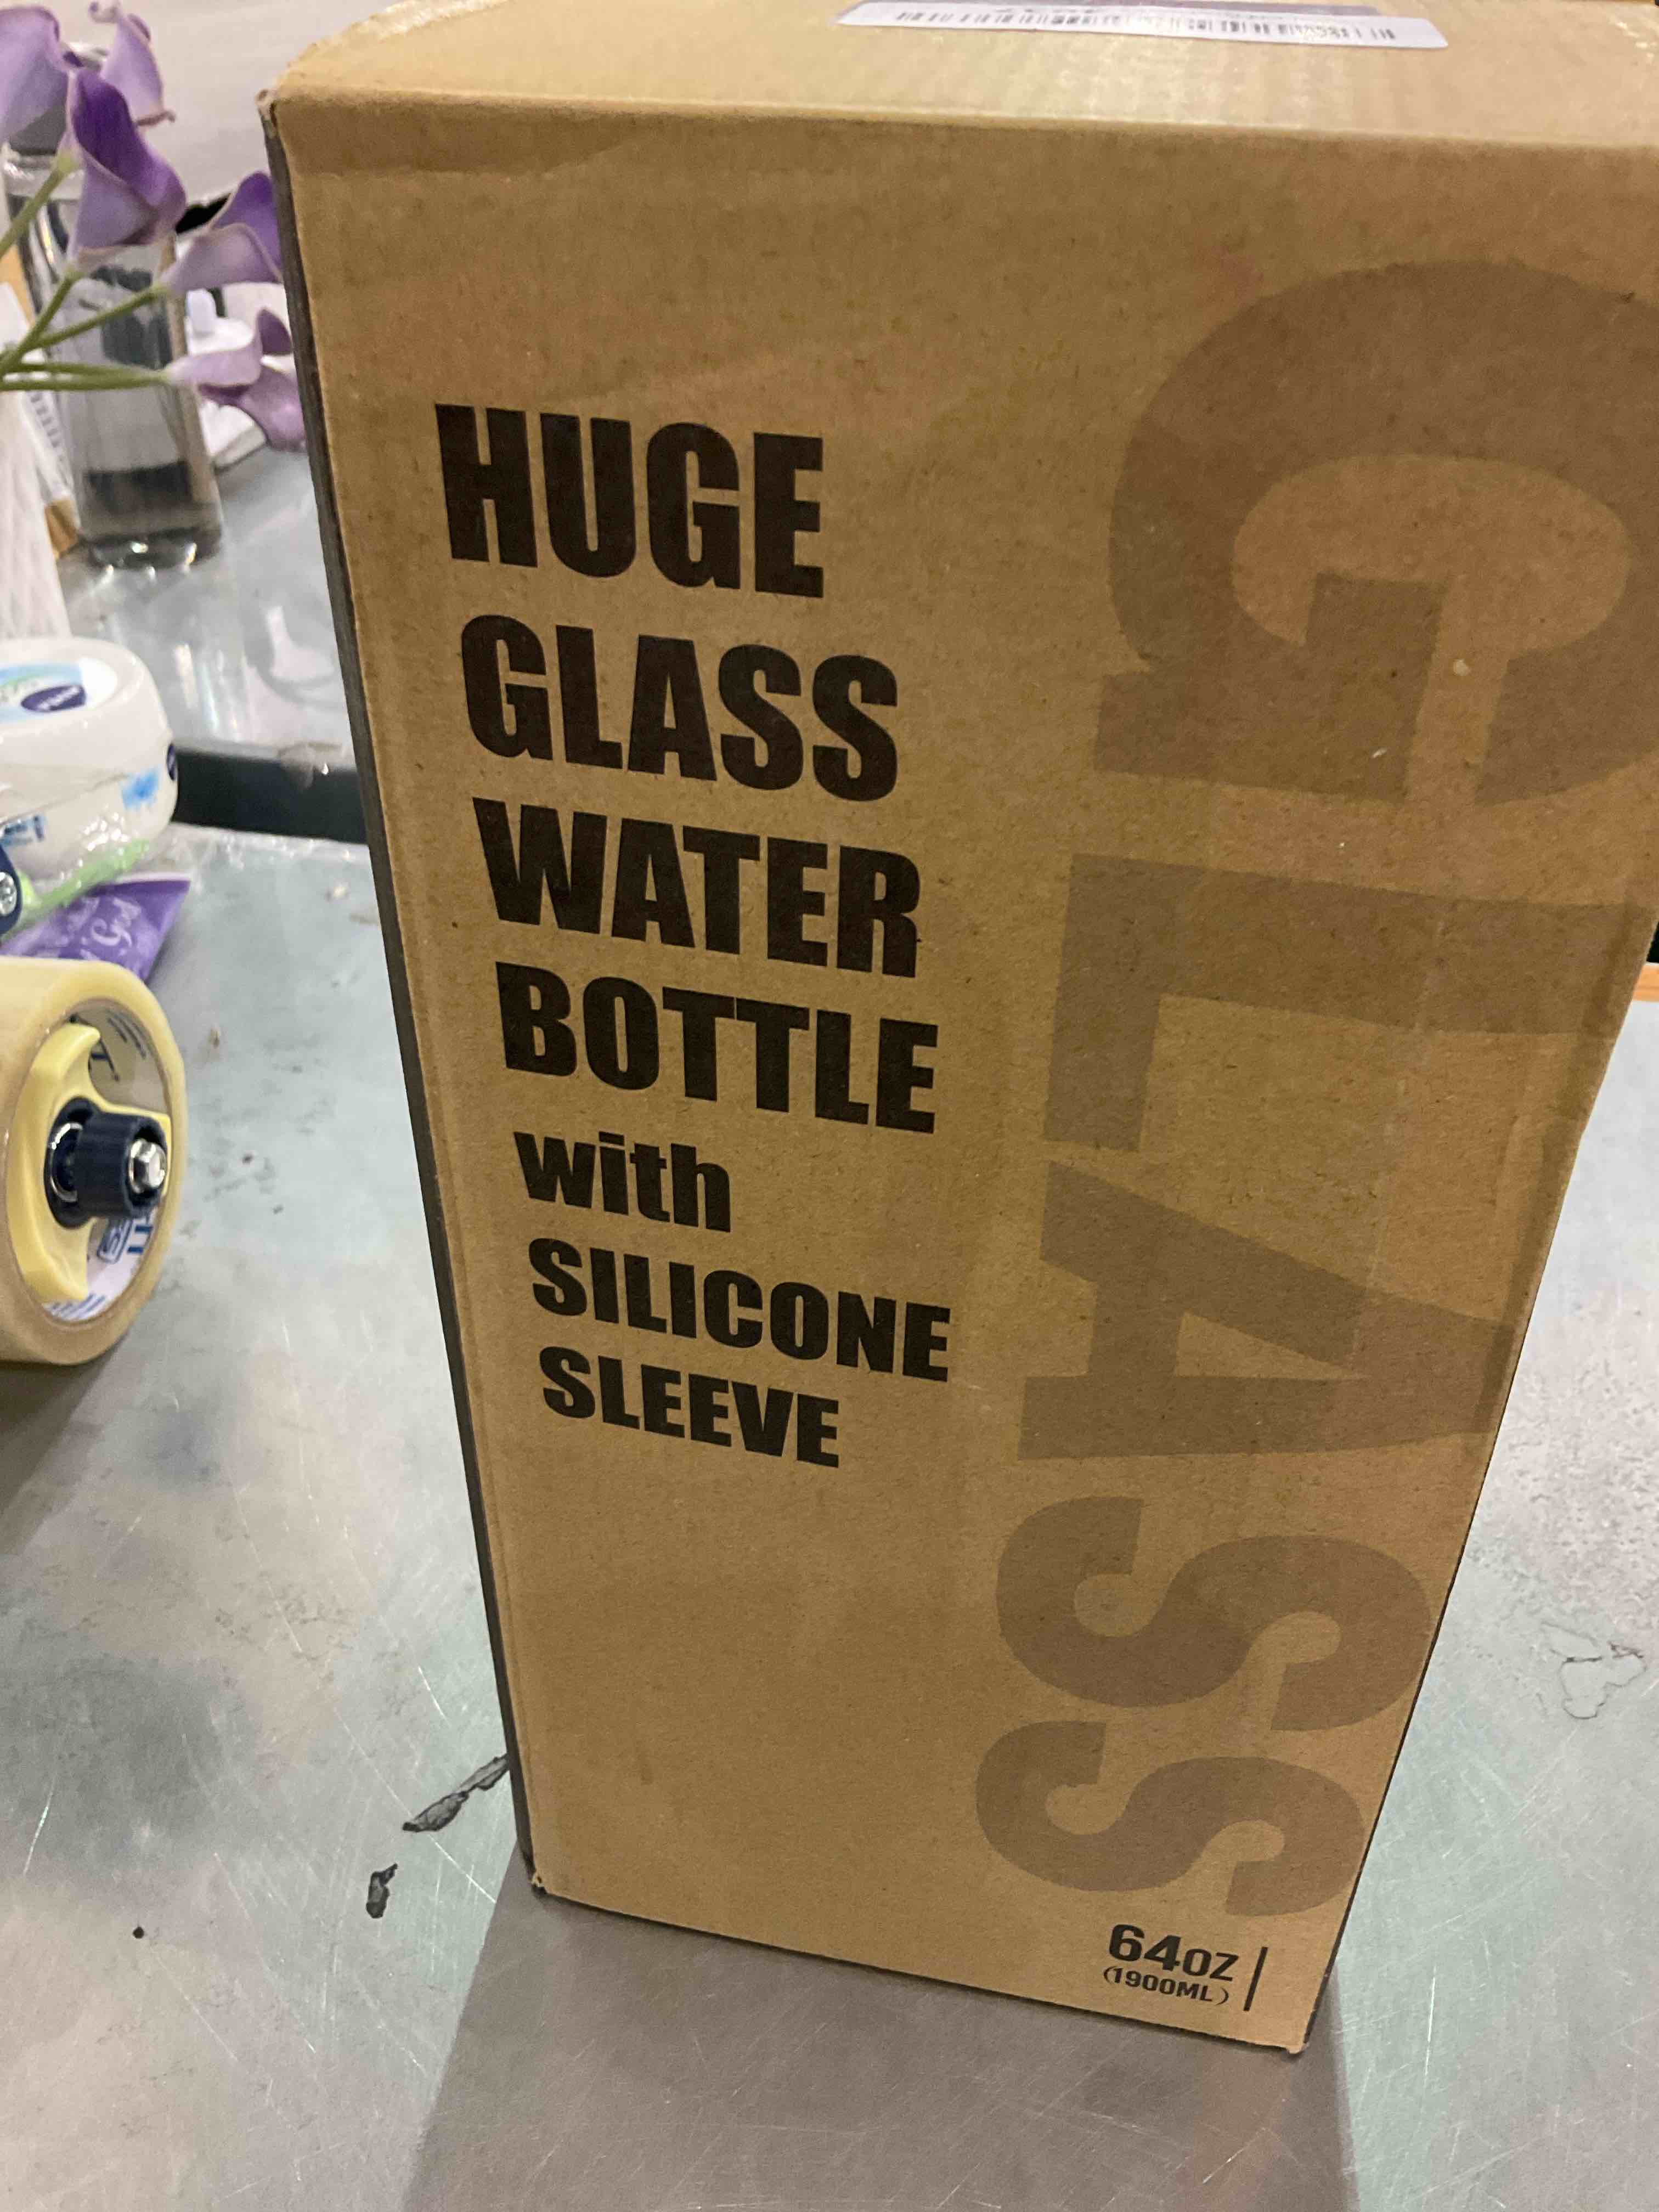 HUGE
GLASS
WATER
BOTTLE
with
SILICONE
SLEEVE
GLASS
64OZ
(1900ML)